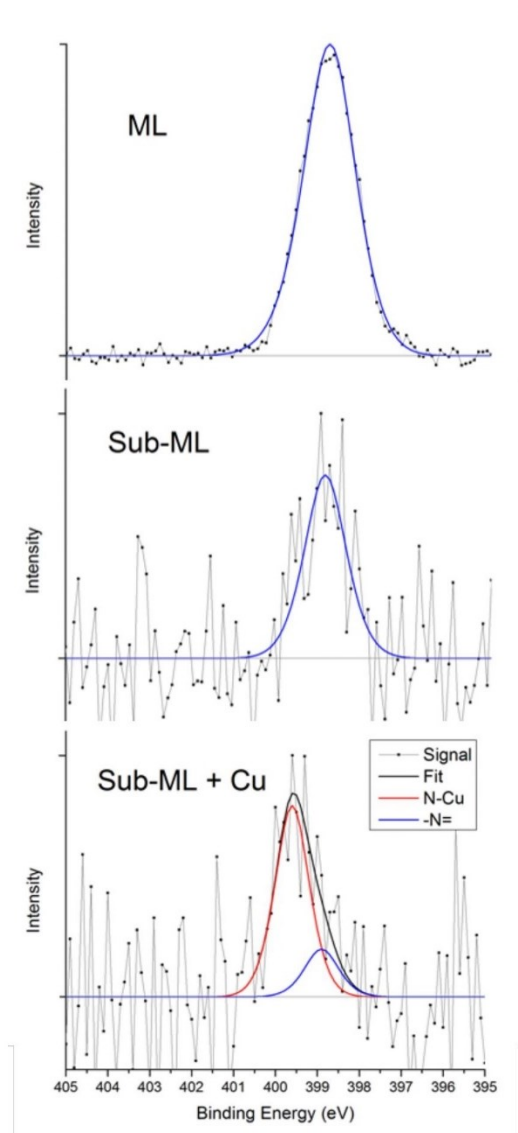 ML
Intensity
Sub-ML
Intensity
Sub-ML + Cu
Signal
Fit
N-Cu
-N=
Intensity
405 404 403 402 401 400 399 398 397 396 395
Binding Energy (eV)